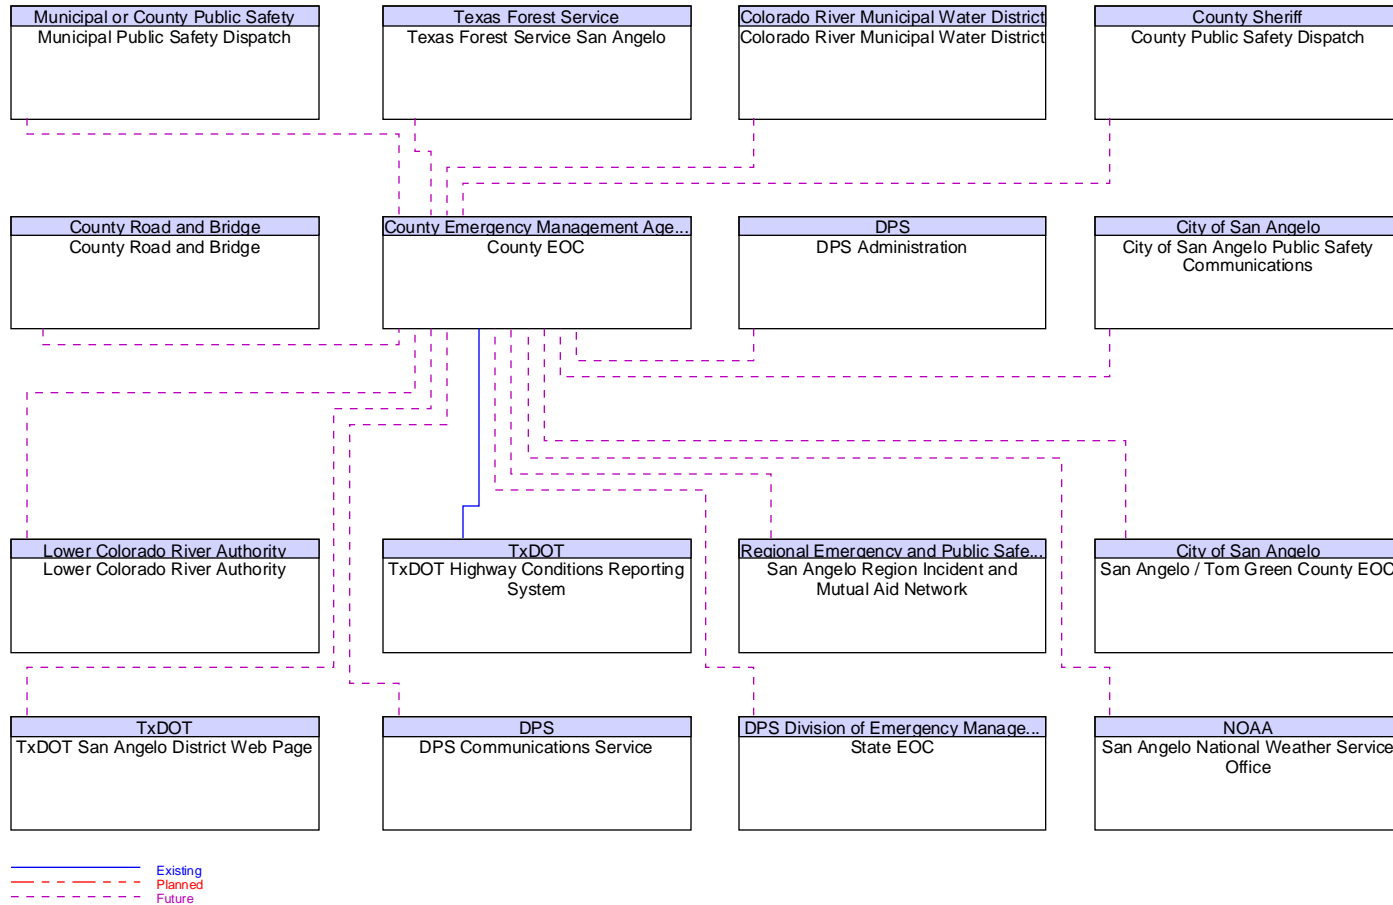 Municipal or County Public Safety
Municipal Public Safety Dispatch
Texas Forest Service
Texas Forest Service San Angelo
Colorado River Municipal Water District
Colorado River Municipal Water District
County Sheriff
County Public Safety Dispatch
County Road and Bridge
County Road and Bridge
County Emergency Management Age...
County EOC
DPS
DPS Administration
City of San Angelo
City of San Angelo Public Safety
Communications
Lower Colorado River Authority
Lower Colorado River Authority
TxDOT
TxDOT Highway Conditions Reporting
System
Regional Emergency and Public Safe...
San Angelo Region Incident and
Mutual Aid Network
City of San Angelo
San Angelo / Tom Green County EOC
TxDOT
TxDOT San Angelo District Web Page
DPS
DPS Communications Service
DPS Division of Emergency Manage...
State EOC
NOAA
San Angelo National Weather Service
Office
Existing
Planned
Future